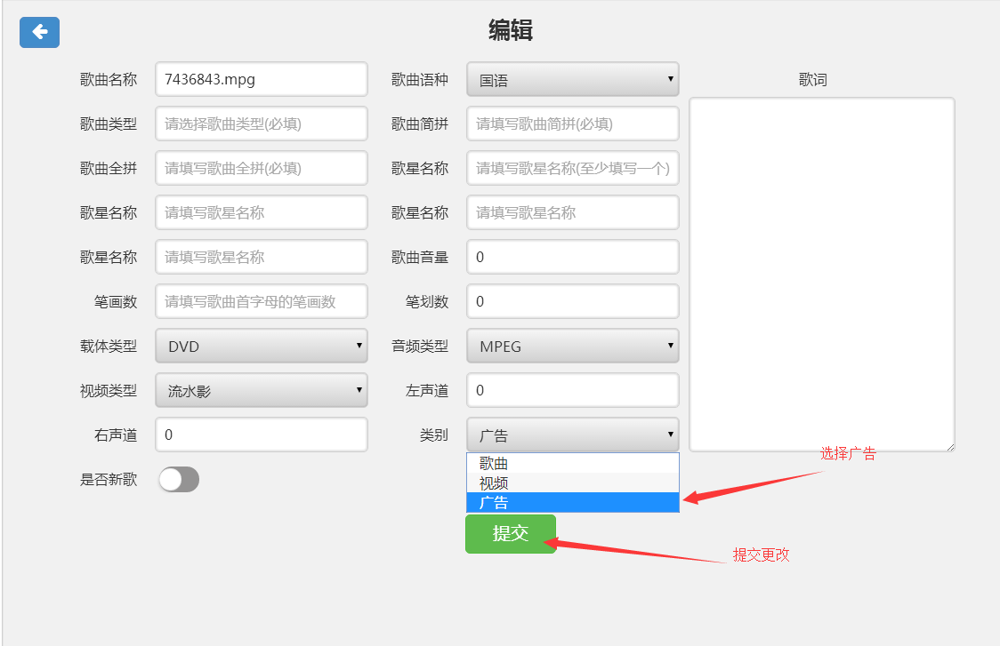 编辑
歌曲名称 7436843.mpg 歌曲语种 国语 歌词
歌曲类型 请选择歌曲类型(必填) 歌曲简拼 请填写歌曲简拼(必填)
歌曲全拼 请填写歌曲全拼(必填) 歌星名称 请填写歌星名称(至少填写一个)
歌星名称 请填写歌星名称 歌星名称 请填写歌星名称
歌星名称 请填写歌星名称 歌曲音量 0
笔画数 请填写歌曲首字母的笔画数 笔划数 0
载体类型 DVD 音频类型 MPEG
视频类型 流水影 左声道 0
右声道 0 类别 广告
选择广告
是否新歌 歌曲
视频
广告
提交
提交更改